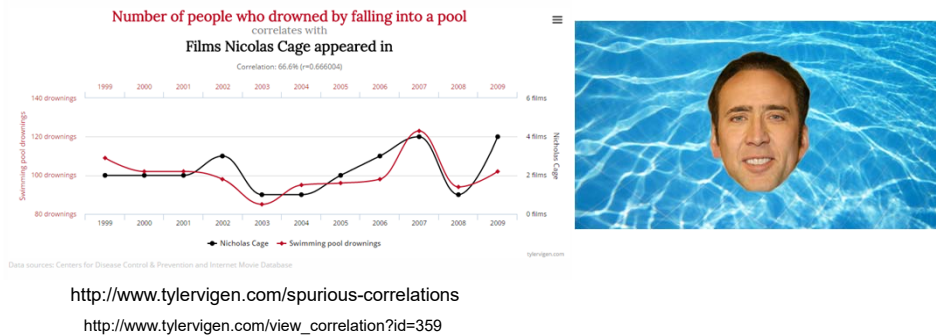 Number of people who drowned by falling into a pool
correlates with
Films Nicolas Cage appeared in
Correlation: 66.6% (r=0.666004)
1999 2000 2001 2002 2003 2004 2005 2006 2007 2008 2009
140 drownings
120 drownings
100 drownings
80 drownings
Swimming pool drownings
6 films
4 films
2 films
0 films
Nicholas Cage
1999 2000 2001 2002 2003 2004 2005 2006 2007 2008 2009
Nicholas Cage Swimming pool drownings
tylervigen.com
Data sources: Centers for Disease Control & Prevention and Internet Movie Database
http://www.tylervigen.com/spurious-correlations
http://www.tylervigen.com/view_correlation?id=359